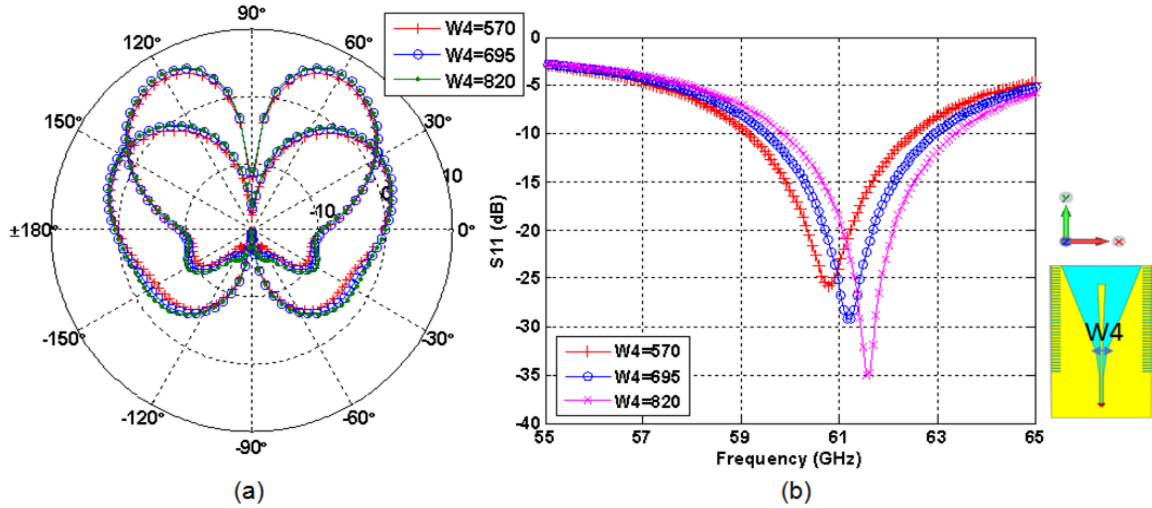 90°
120°
60°
150°
30°
±180°
0°
-150°
-30°
-120°
-60°
-90°
20
10
0
-10
W4=570
W4=695
W4=820
(a)
0
-5
-10
-15
-20
-25
-30
-35
-40
S11 (dB)
55
57
59
61
63
65
Frequency (GHz)
W4=570
W4=695
W4=820
(b)
Y
Z
X
W4